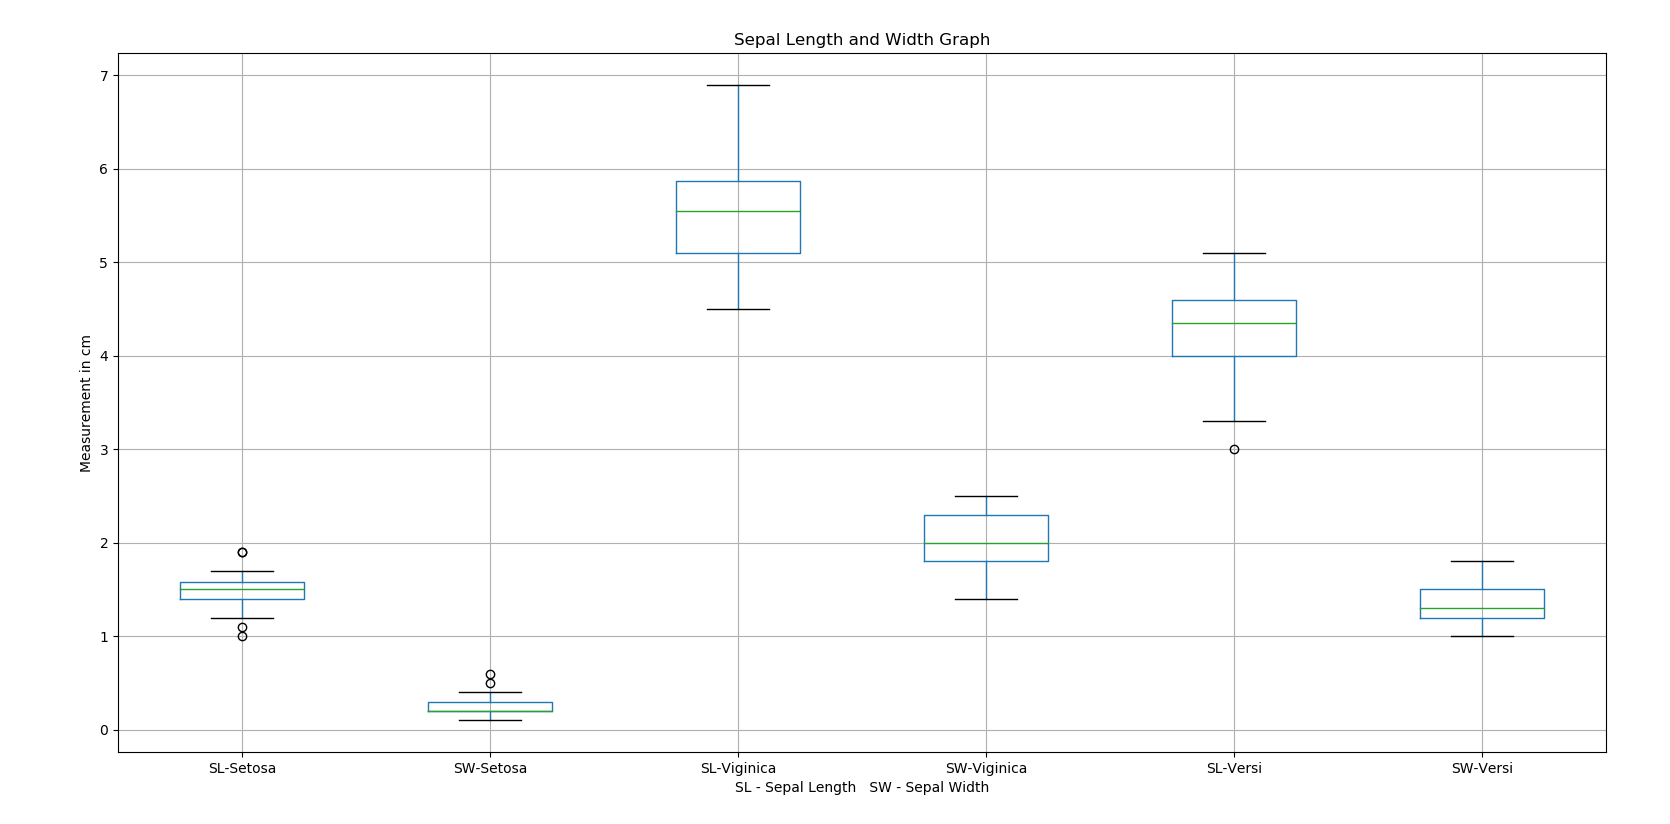 Sepal Length and Width Graph
7
6
5
4
3
2
1
0
Measurement in cm
SL-Setosa SW-Setosa SL-Viginica SW-Viginica SL-Versi SW-Versi
SL - Sepal Length   SW - Sepal Width